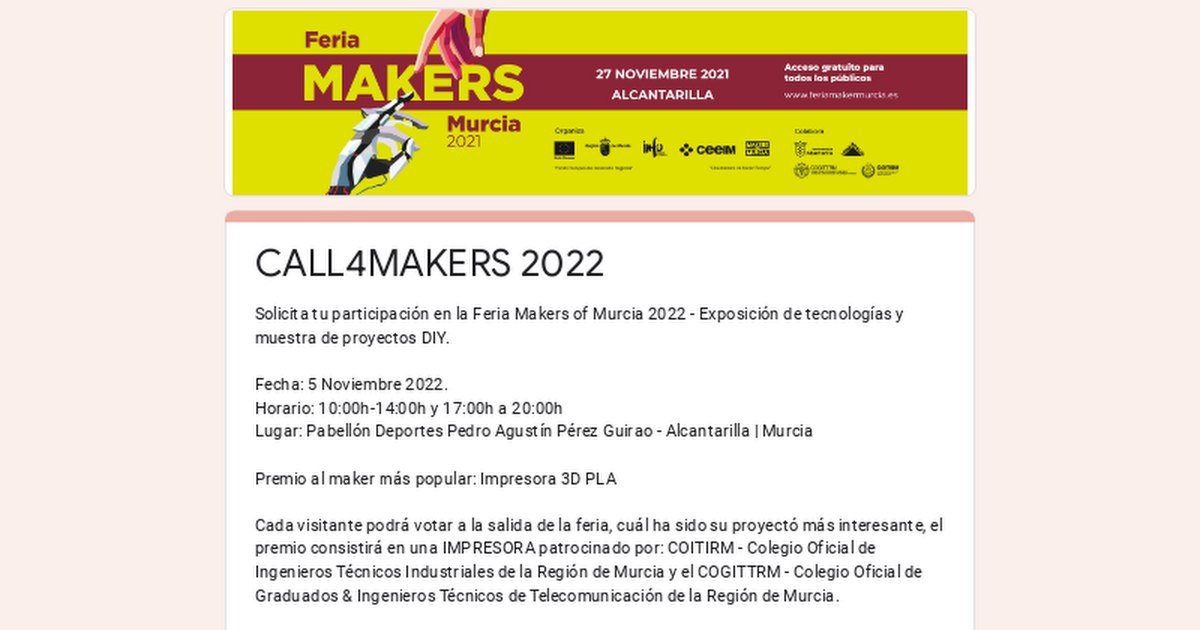 Feria
MAKERS
Murcia
2021
27 NOVIEMBRE 2021
ALCANTARILLA
Acceso gratuito para
todos los públicos
www.feriamakermurcia.es
Organiza
Colabora
CEEIM
CALL4MAKERS 2022
Solicita tu participación en la Feria Makers of Murcia 2022 - Exposición de tecnologías y
muestra de proyectos DIY.
Fecha: 5 Noviembre 2022.
Horario: 10:00h-14:00h y 17:00h a 20:00h
Lugar: Pabellón Deportes Pedro Agustín Pérez Guirao - Alcantarilla | Murcia
Premio al maker más popular: Impresora 3D PLA
Cada visitante podrá votar a la salida de la feria, cuál ha sido su proyectó más interesante, el
premio consistirá en una IMPRESORA patrocinado por: COITIRM - Colegio Oficial de
Ingenieros Técnicos Industriales de la Región de Murcia y el COGITTRM - Colegio Oficial de
Graduados & Ingenieros Técnicos de Telecomunicación de la Región de Murcia.